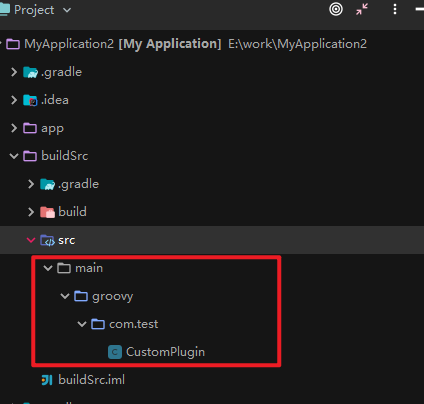 Project
MyApplication2 [My Application] E:\work\MyApplication2
.gradle
.idea
app
buildSrc
.gradle
build
src
main
groovy
com.test
CustomPlugin
buildSrc.iml